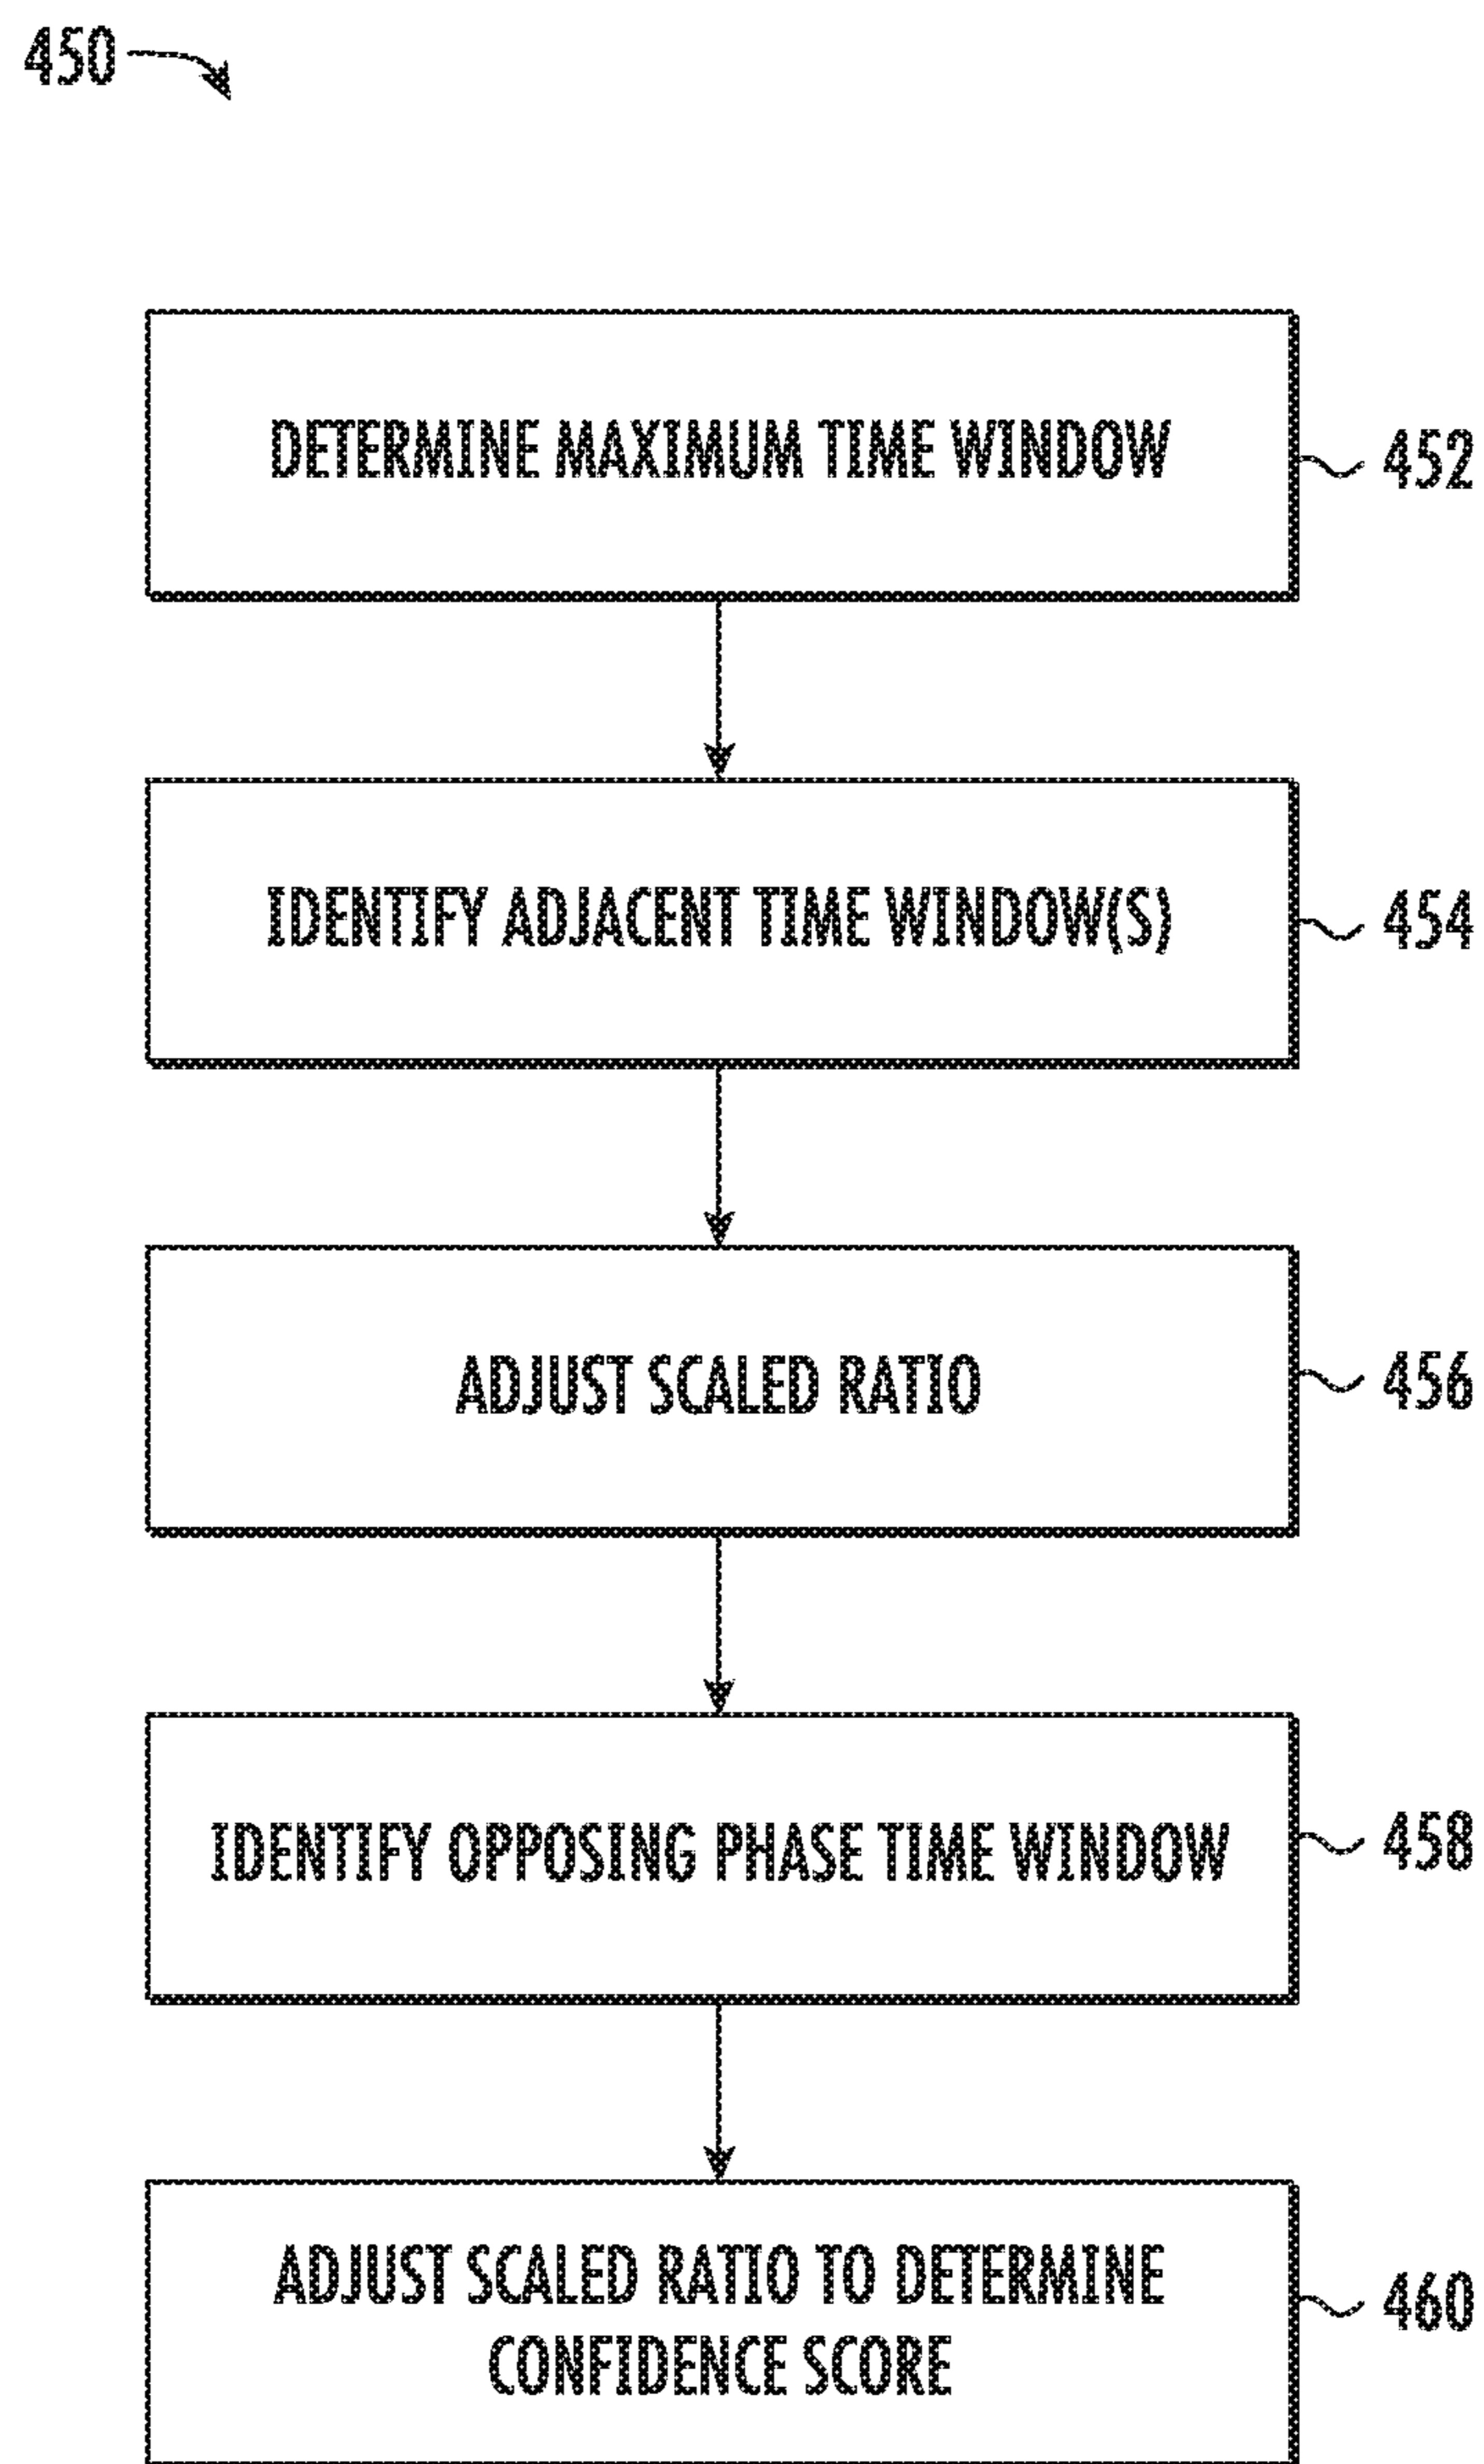 450
DETERMINE MAXIMUM TIME WINDOW
452
IDENTIFY ADJACENT TIME WINDOW(S)
454
ADJUST SCALED RATIO
456
IDENTIFY OPPOSING PHASE TIME WINDOW
458
ADJUST SCALED RATIO TO DETERMINE
CONFIDENCE SCORE
460